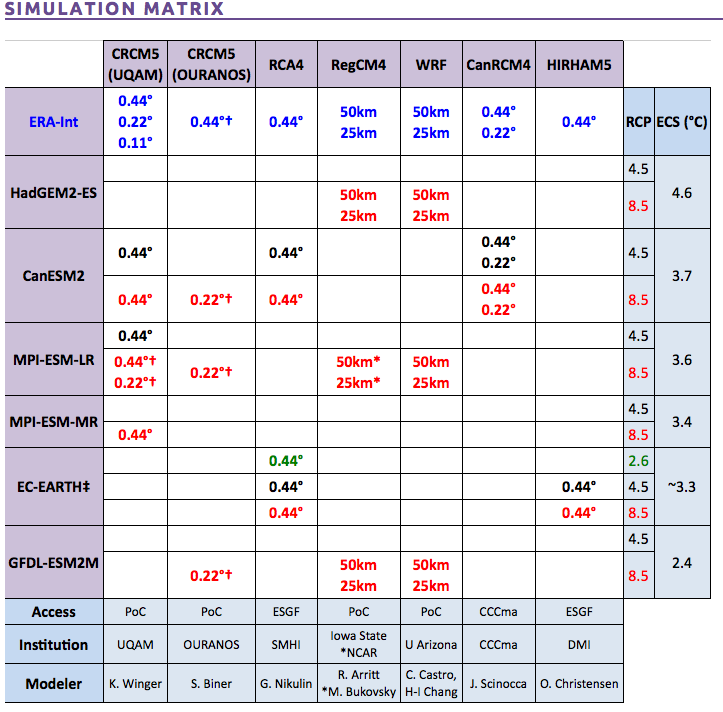 SIMULATION MATRIX
CRCM5 (UQAM) CRCM5 (OURANOS) RCA4 RegCM4 WRF CanRCM4 HIRHAM5
ERA-Int 0.44° 0.22° 0.11° 0.44°† 0.44° 50km 25km 50km 25km 0.44° 0.22° 0.44° RCP ECS (°C)
HadGEM2-ES 4.5 4.6
50km 25km 50km 25km 8.5
CanESM2 0.44° 0.44° 0.44° 0.22° 4.5 3.7
0.44° 0.22°† 0.44° 0.44° 0.22° 8.5
MPI-ESM-LR 0.44° 4.5 3.6
0.44°† 0.22°† 0.22°† 50km* 25km* 50km 25km 8.5
MPI-ESM-MR 4.5 3.4
0.44° 8.5
EC-EARTH‡ 0.44° 2.6 ~3.3
0.44° 0.44° 4.5
0.44° 0.44° 8.5
GFDL-ESM2M 4.5 2.4
0.22°† 50km 25km 50km 25km 8.5
Access PoC PoC ESGF PoC PoC CCCma ESGF
Institution UQAM OURANOS SMHI Iowa State *NCAR U Arizona CCCma DMI
Modeler K. Winger S. Biner G. Nikulin R. Arritt *M. Bukovsky C. Castro, H-I Chang J. Scinocca O. Christensen